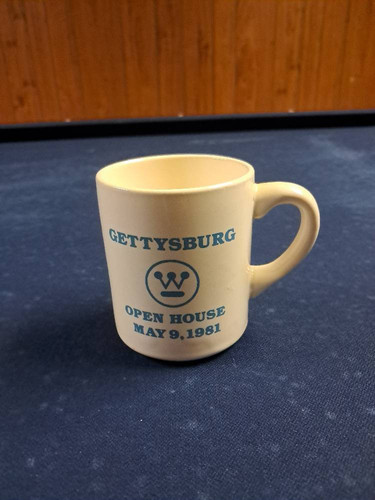 GETTYSBURG
W
OPEN HOUSE
MAY 9, 1981